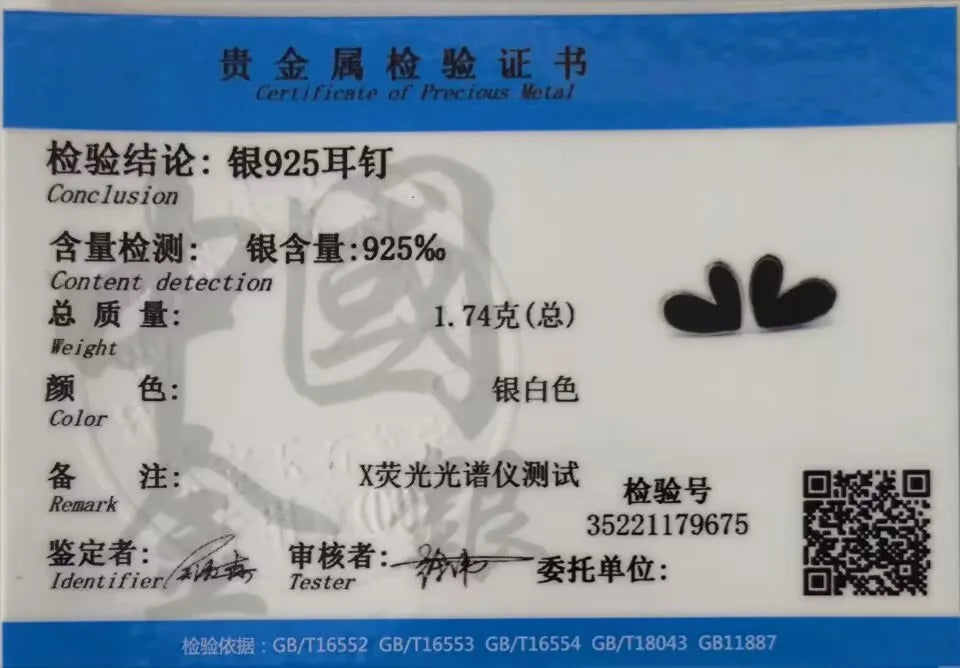 贵金属检验证书
Certificate of Precious Metal
检验结论: 银925耳钉
Conclusion
含量检测: 银含量:925‰
Content detection
总质量: 1.74克(总)
Weight
颜色: 银白色
Color
备注: X荧光光谱仪测试
Remark
检验号
35221179675
鉴定者: 审核者: 委托单位:
Identifier Tester
检验依据：GB/T16552 GB/T16553 GB/T16554 GB/T18043 GB11887